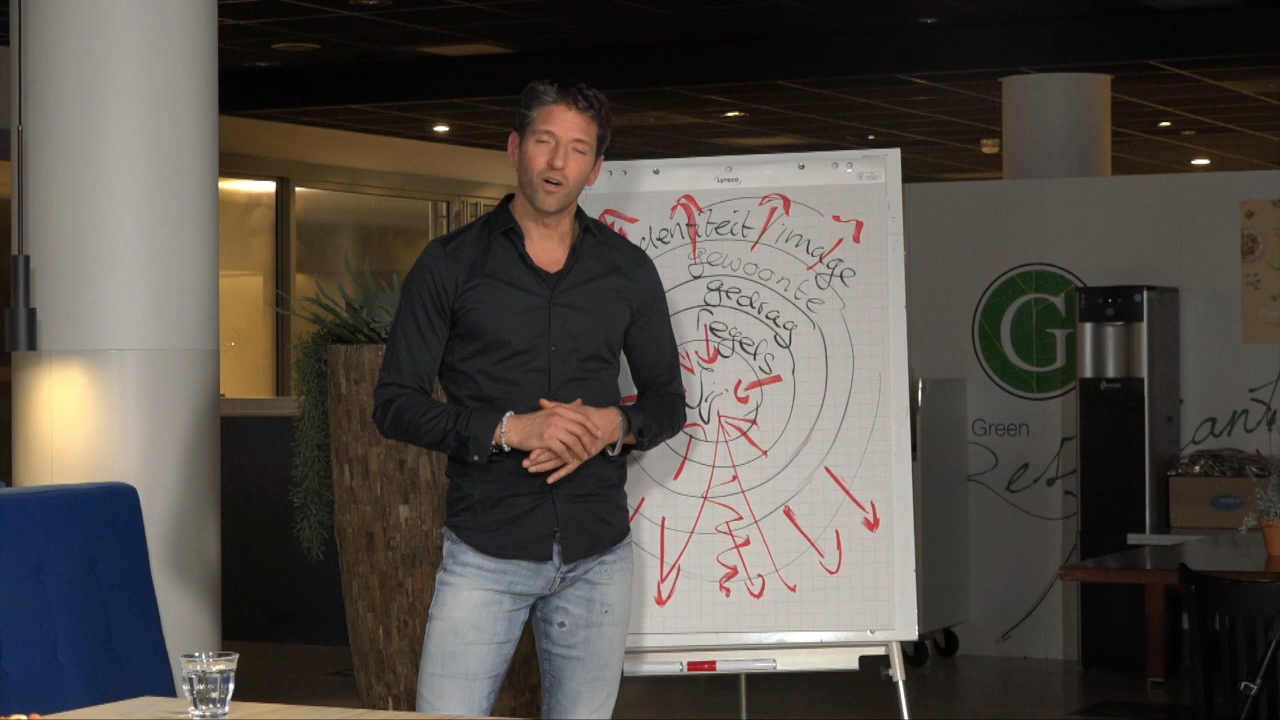 Lyreco
identiteit/image
gewoonte
gedrag
regels
G
Green